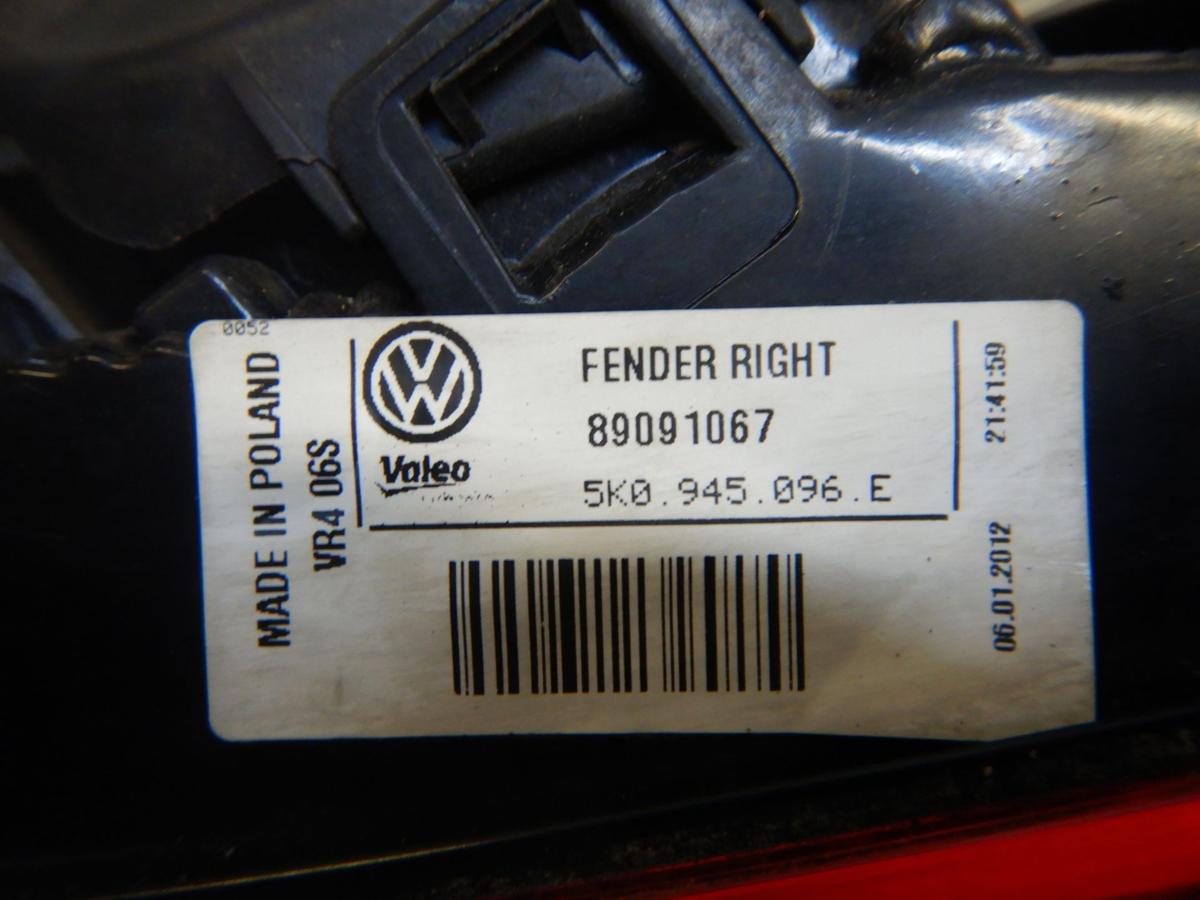 0052
MADE IN POLAND
VR4 06S
VW
Valeo
FENDER RIGHT
89091067
5K0.945.096.E
21:41:59
06.01.2012